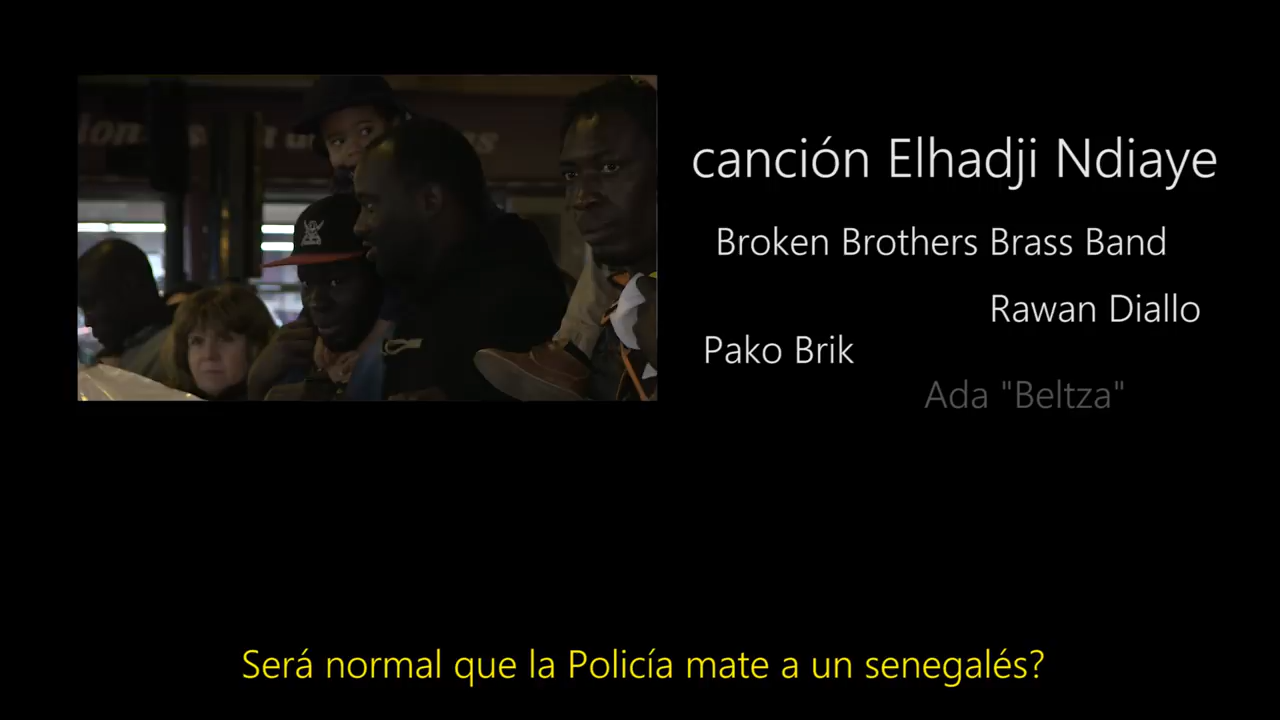 canción Elhadji Ndiaye
Broken Brothers Brass Band
Rawan Diallo
Pako Brik
Ada "Beltza"
Será normal que la Policía mate a un senegalés?